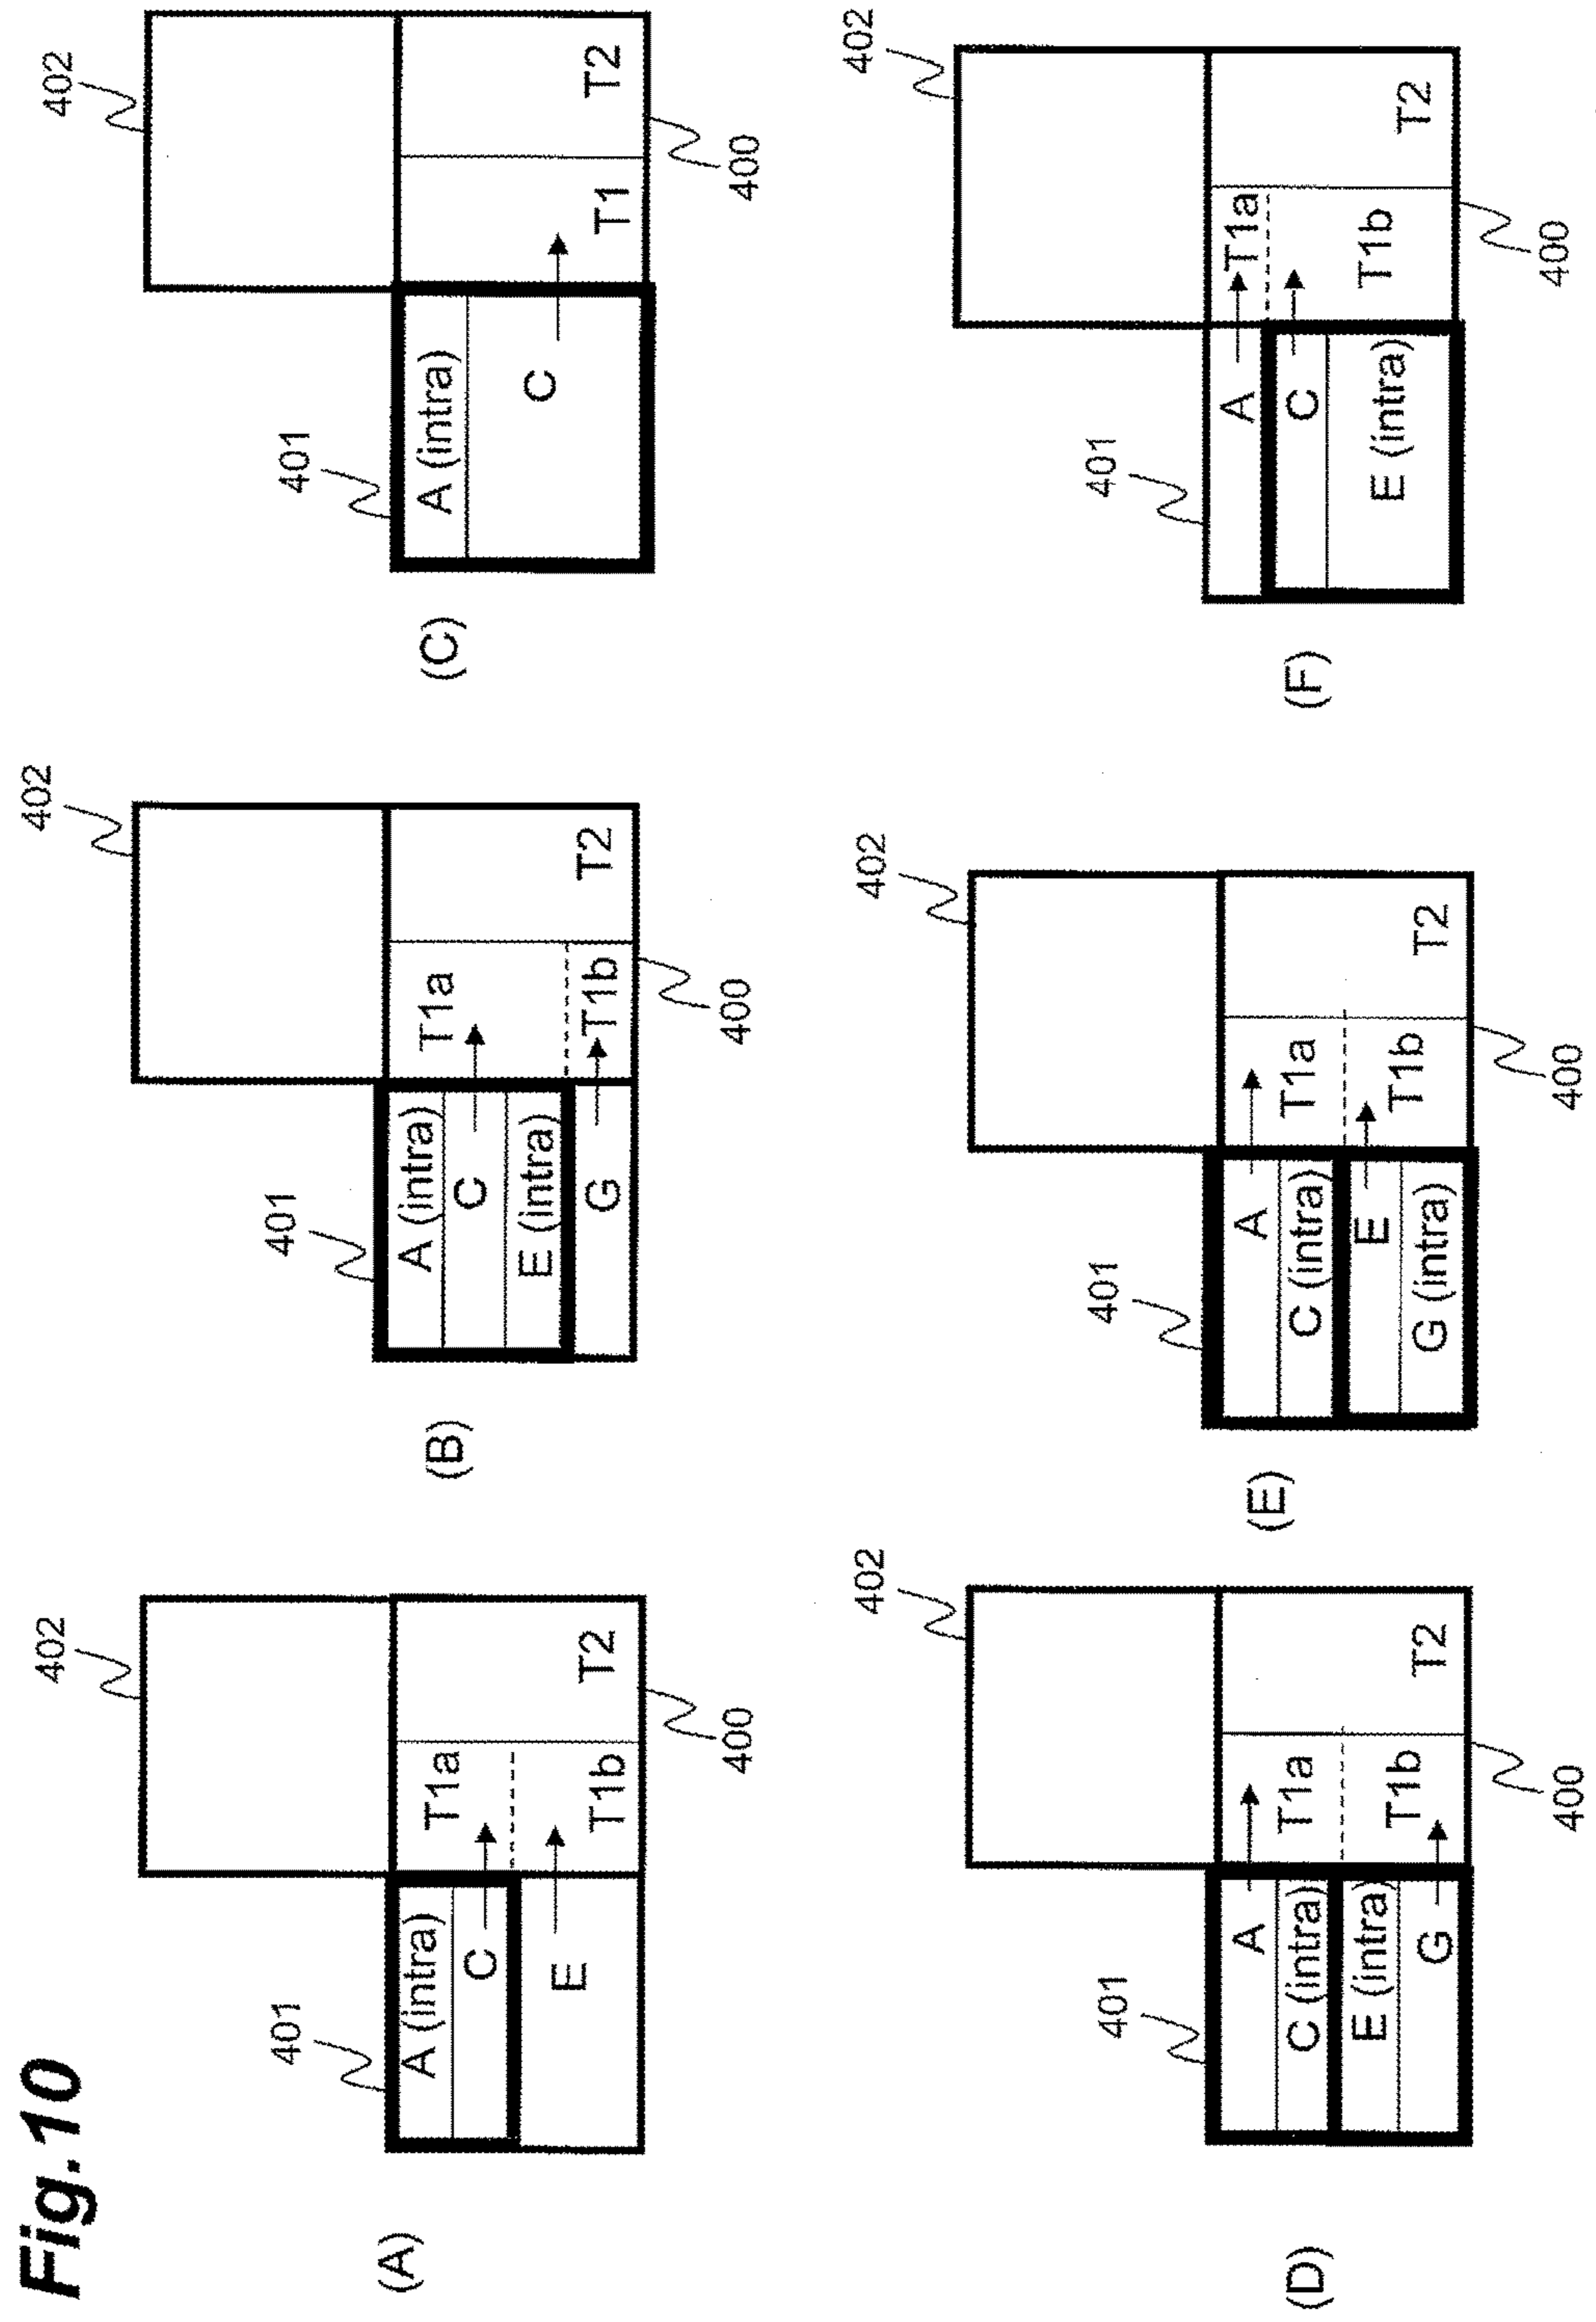 Fig.10
(A)
401
402
A (intra)
C
E
T1a
T1b
T2
400
(B)
401
402
A (intra)
C
E (intra)
G
T1a
T1b
T2
400
(C)
401
402
A (intra)
C
T1
T2
400
(D)
401
402
A
C (intra)
E (intra)
G
T1a
T1b
T2
400
(E)
401
402
A
C (intra)
E
G (intra)
T1a
T1b
T2
400
(F)
401
402
A
C
E (intra)
T1a
T1b
T2
400